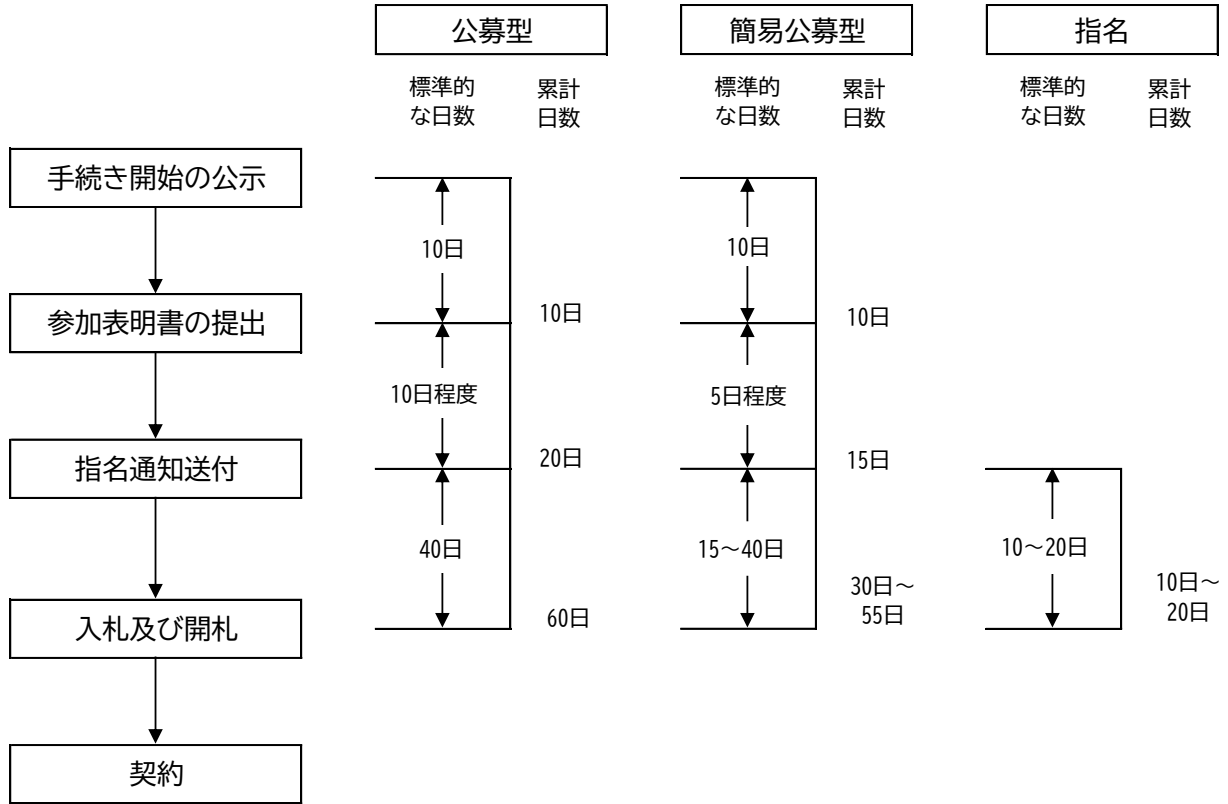 公募型
簡易公募型
指名
標準的
な日数
累計
日数
標準的
な日数
累計
日数
標準的
な日数
累計
日数
手続き開始の公示
10日
10日
参加表明書の提出
10日
10日
10日程度
5日程度
指名通知送付
20日
15日
40日
15～40日
10～20日
入札及び開札
60日
30日～
55日
10日～
20日
契約